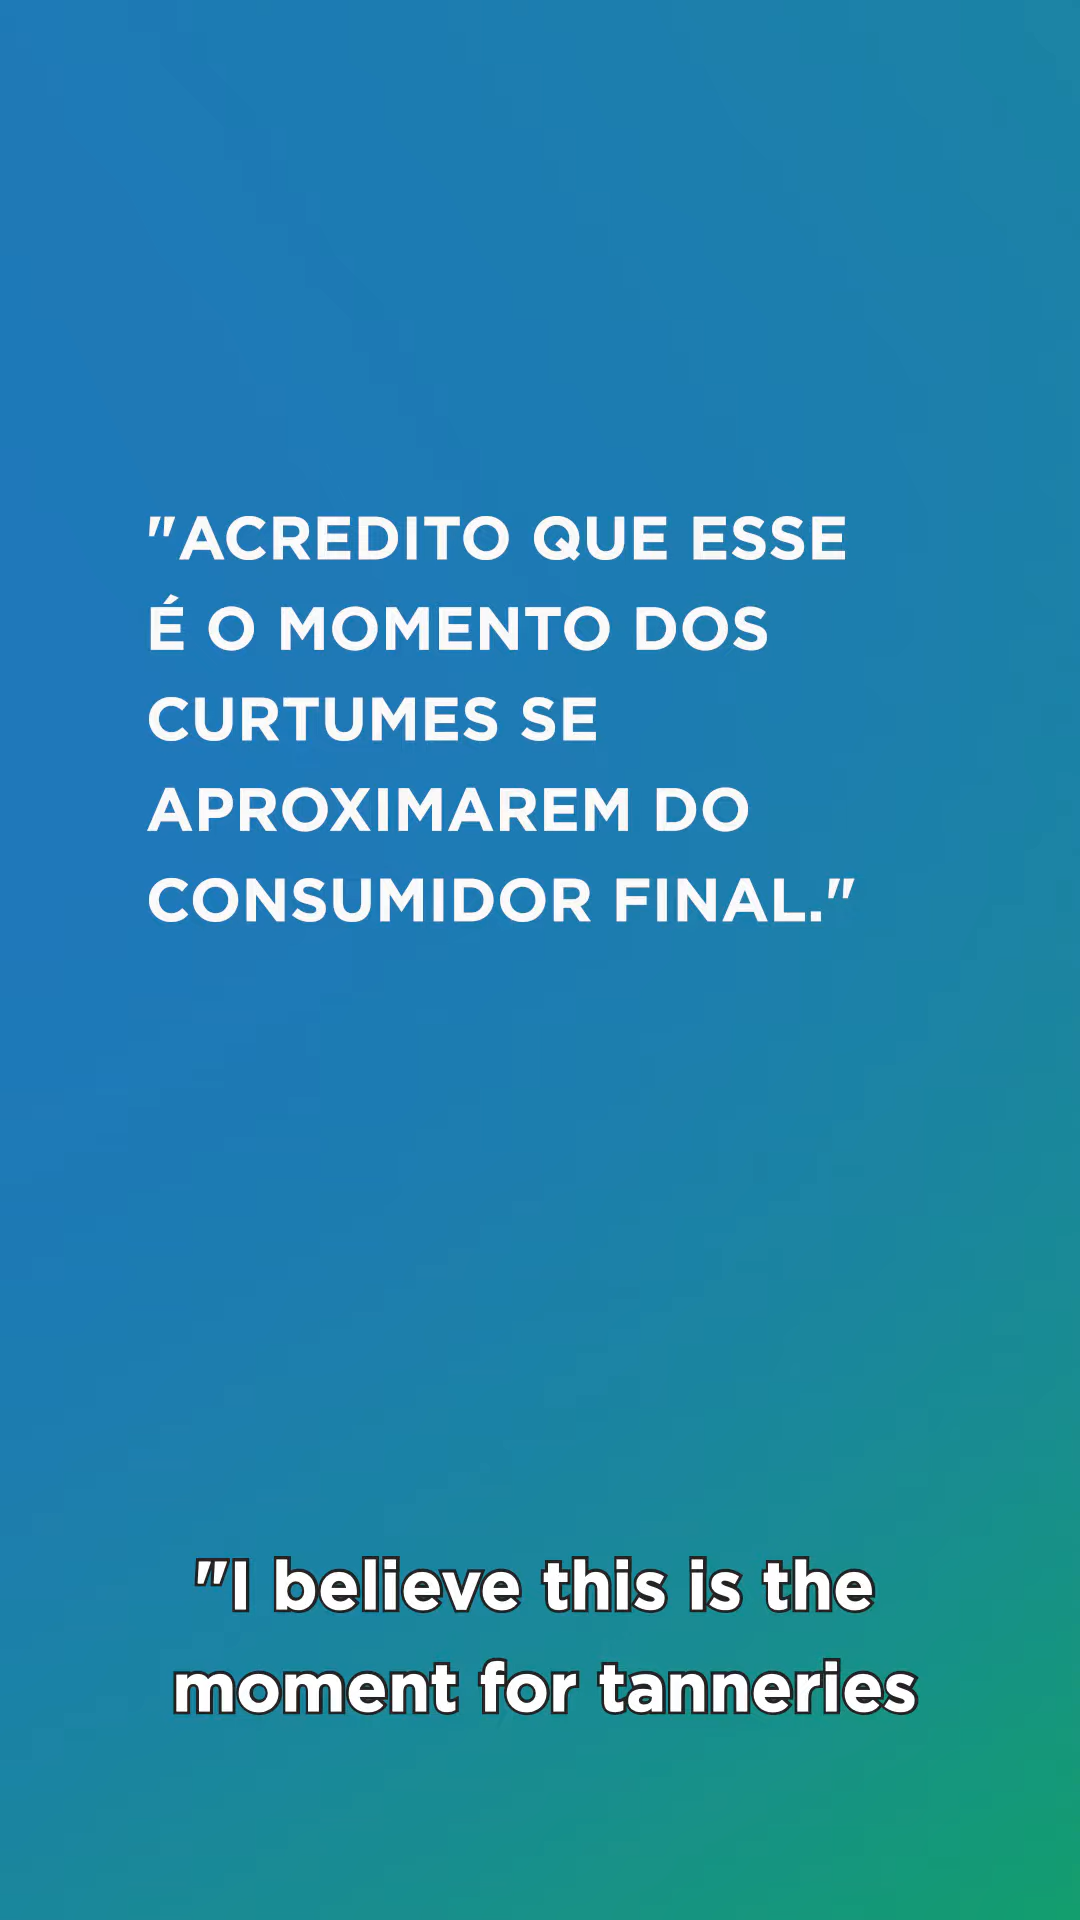 "ACREDITO QUE ESSE
É O MOMENTO DOS
CURTUMES SE
APROXIMAREM DO
CONSUMIDOR FINAL."
"I believe this is the
moment for tanneries